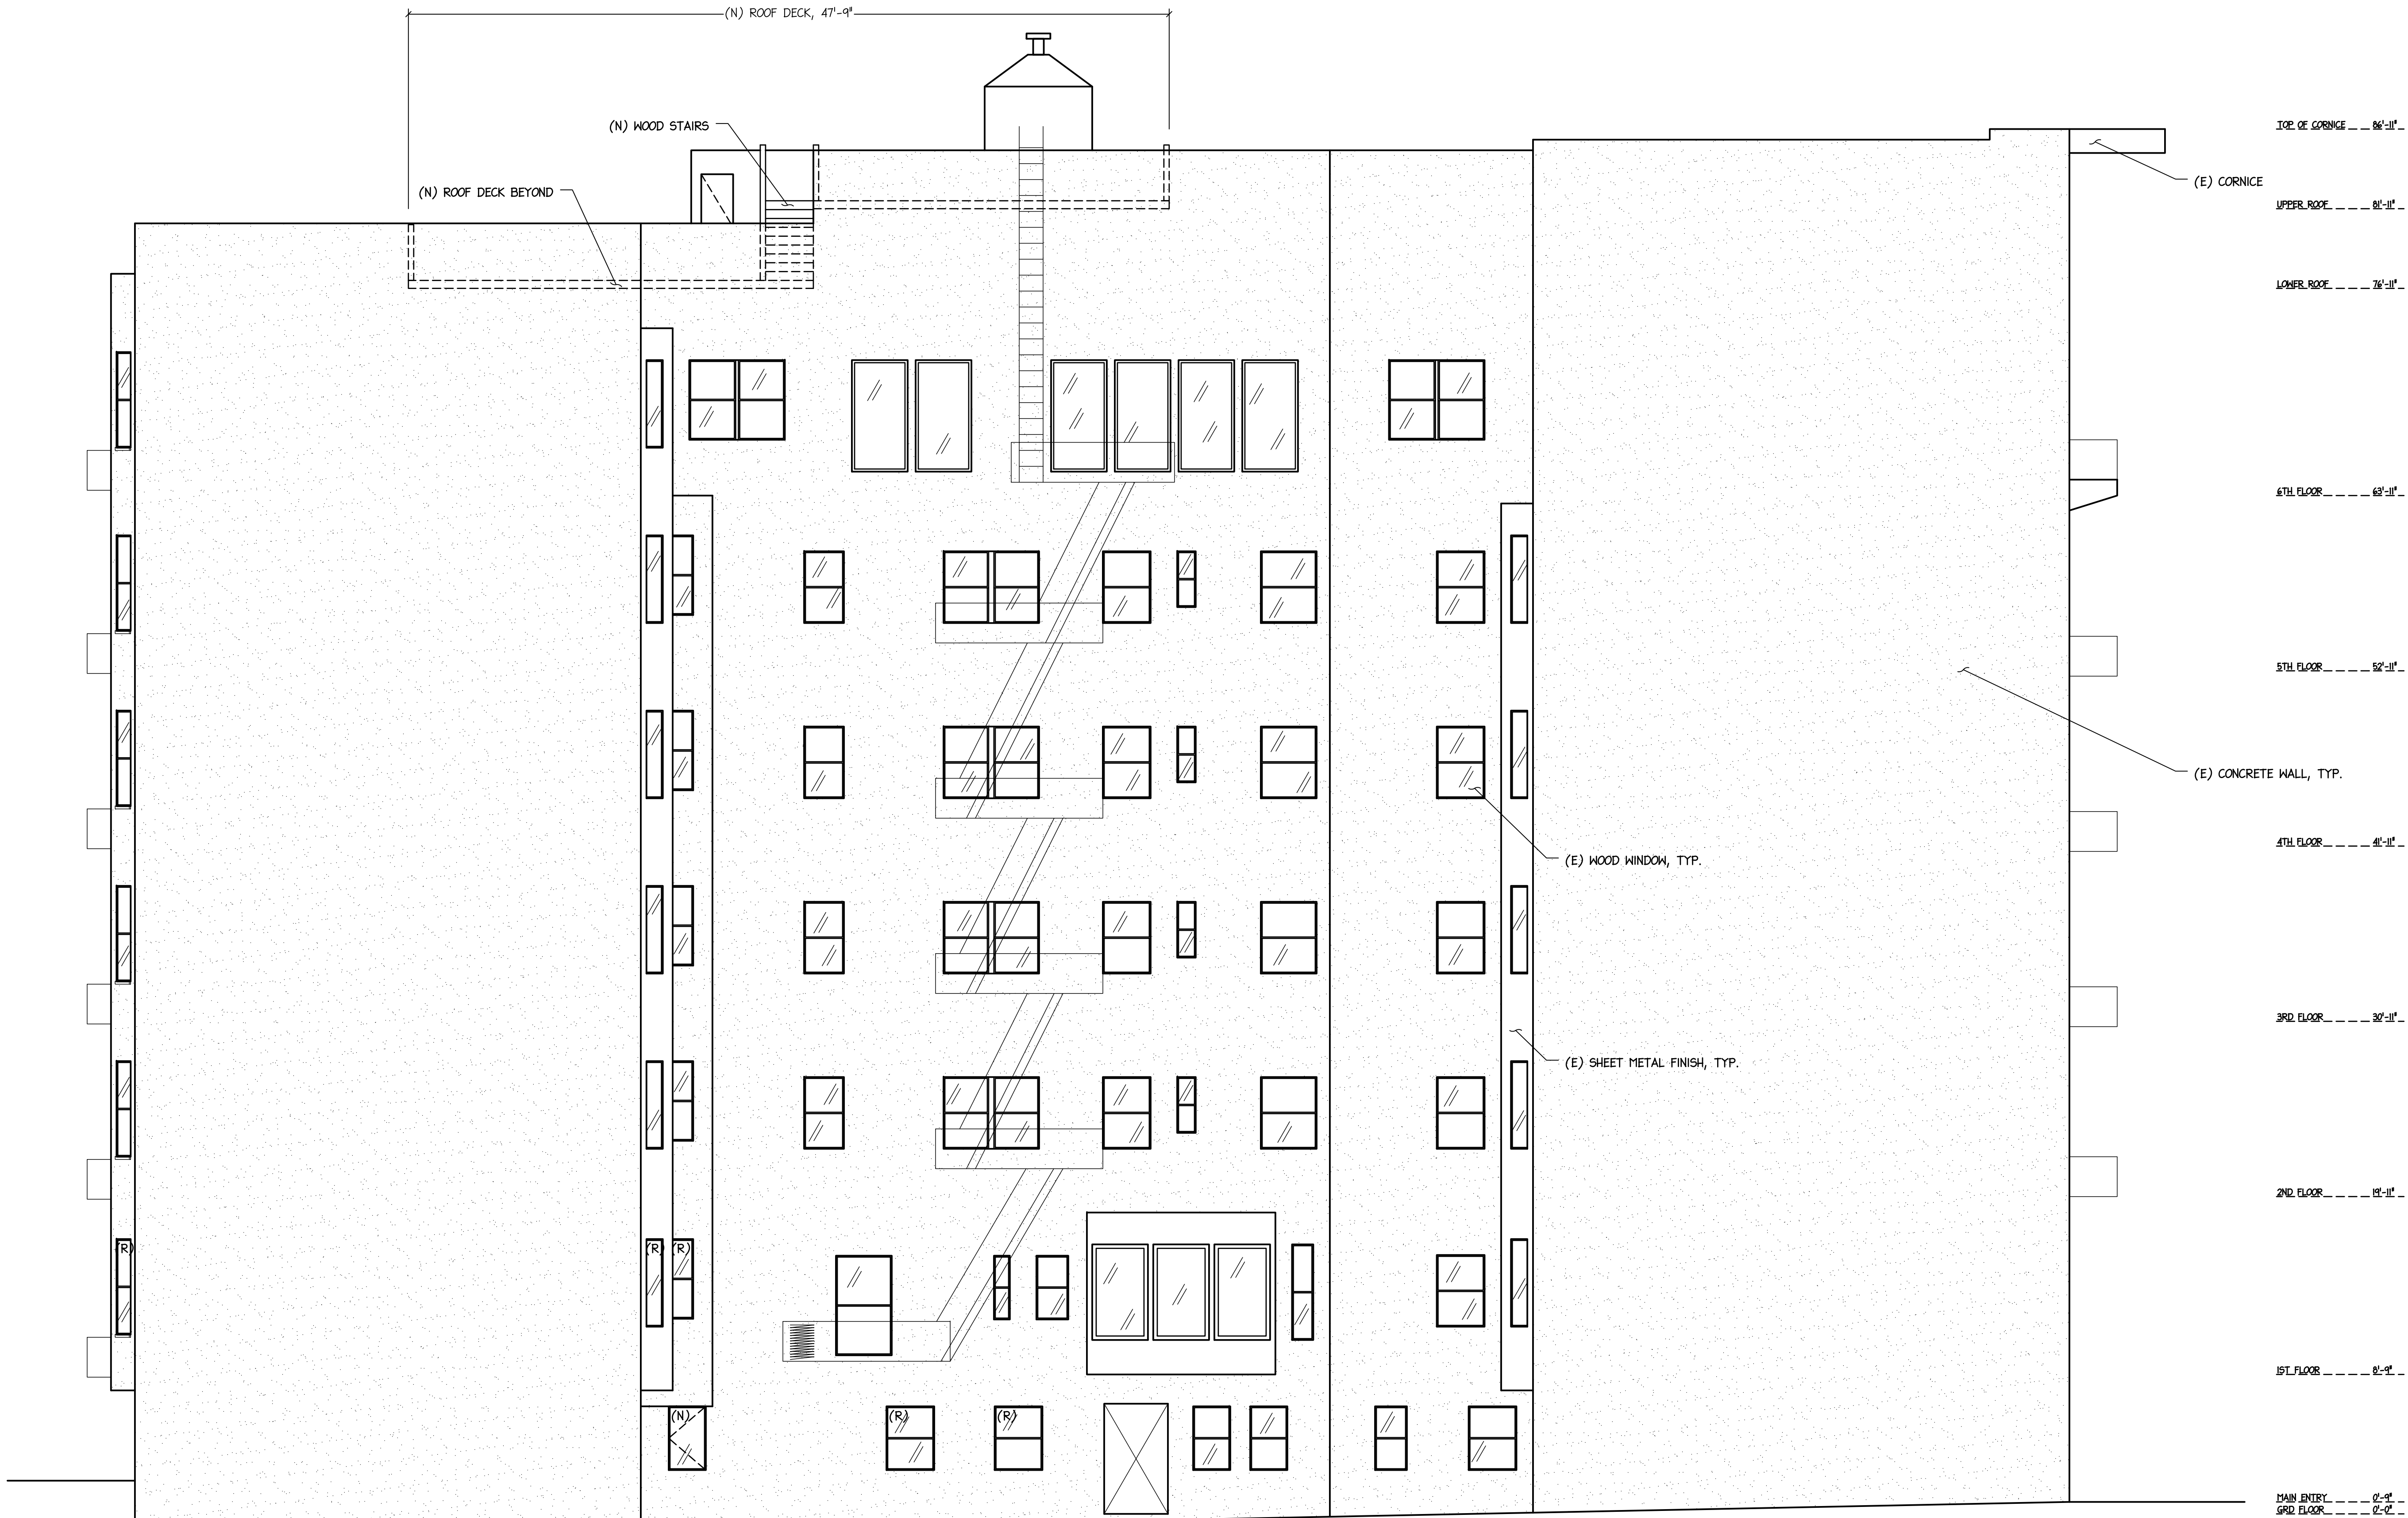 (N) ROOF DECK, 47'-9"
(N) WOOD STAIRS
TOP OF CORNICE 86'-11"
(E) CORNICE
(N) ROOF DECK BEYOND
UPPER ROOF 81'-11"
LOWER ROOF 76'-11"
6TH FLOOR 63'-11"
5TH FLOOR 52'-11"
(E) CONCRETE WALL, TYP.
4TH FLOOR 41'-11"
(E) WOOD WINDOW, TYP.
3RD FLOOR 30'-11"
(E) SHEET METAL FINISH, TYP.
2ND FLOOR 19'-11"
(R)
(R)
(R)
1ST FLOOR 8'-9"
(N)
(R)
(R)
MAIN ENTRY 0'-9"
GRD FLOOR 0'-0"